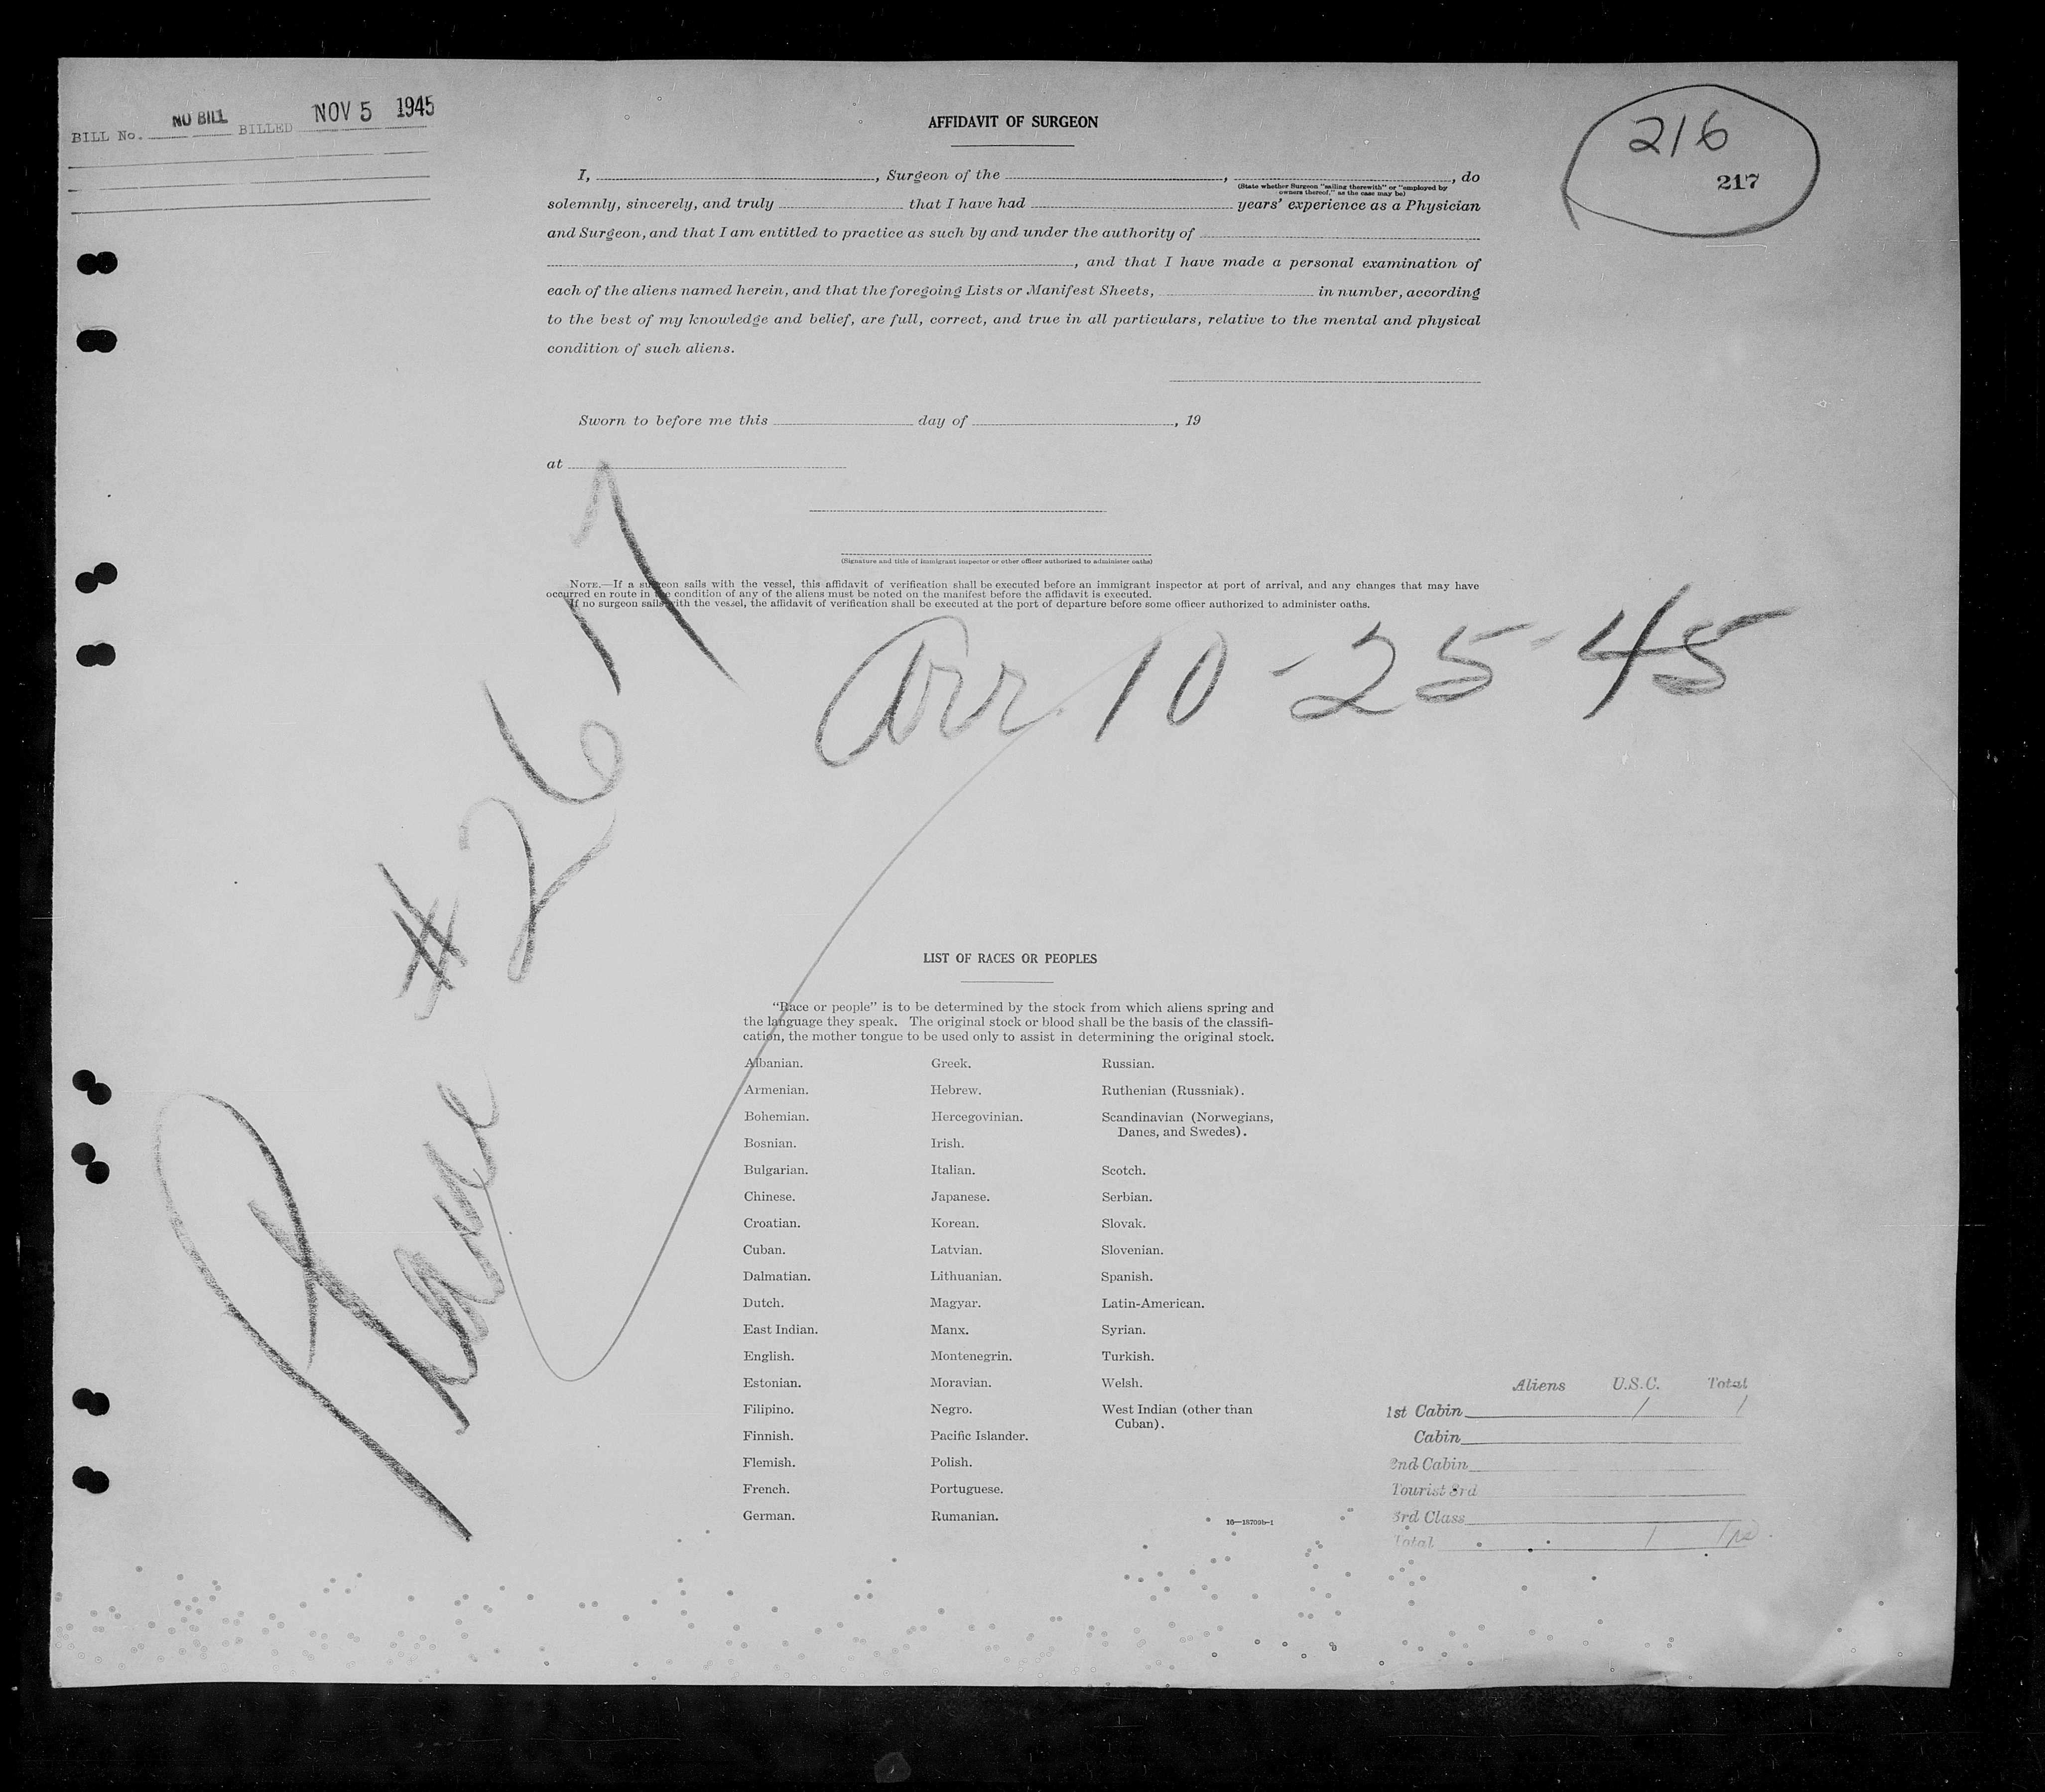 BILL No. NO BILL BILLED NOV 5 1945
AFFIDAVIT OF SURGEON
216
217
I, , Surgeon of the , , do
(State whether Surgeon "sailing therewith" or "employed by
owners thereof," as the case may be)
solemnly, sincerely, and truly that I have had years' experience as a Physician
and Surgeon, and that I am entitled to practice as such by and under the authority of
, and that I have made a personal examination of
each of the aliens named herein, and that the foregoing Lists or Manifest Sheets, in number, according
to the best of my knowledge and belief, are full, correct, and true in all particulars, relative to the mental and physical
condition of such aliens.
Sworn to before me this day of , 19
at
(Signature and title of immigrant inspector or other officer authorized to administer oaths)
NOTE.—If a surgeon sails with the vessel, this affidavit of verification shall be executed before an immigrant inspector at port of arrival, and any changes that may have
occurred en route in the condition of any of the aliens must be noted on the manifest before the affidavit is executed.
If no surgeon sails with the vessel, the affidavit of verification shall be executed at the port of departure before some officer authorized to administer oaths.
Plane #267
Arr 10-25-45
LIST OF RACES OR PEOPLES
"Race or people" is to be determined by the stock from which aliens spring and
the language they speak. The original stock or blood shall be the basis of the classifi-
cation, the mother tongue to be used only to assist in determining the original stock.
Albanian.
Armenian.
Bohemian.
Bosnian.
Bulgarian.
Chinese.
Croatian.
Cuban.
Dalmatian.
Dutch.
East Indian.
English.
Estonian.
Filipino.
Finnish.
Flemish.
French.
German.
Greek.
Hebrew.
Hercegovinian.
Irish.
Italian.
Japanese.
Korean.
Latvian.
Lithuanian.
Magyar.
Manx.
Montenegrin.
Moravian.
Negro.
Pacific Islander.
Polish.
Portuguese.
Rumanian.
Russian.
Ruthenian (Russniak).
Scandinavian (Norwegians,
Danes, and Swedes).
Scotch.
Serbian.
Slovak.
Slovenian.
Spanish.
Latin-American.
Syrian.
Turkish.
Welsh.
West Indian (other than
Cuban).
16—18709b-1
Aliens U.S.C. Total
1st Cabin 1 1
Cabin
2nd Cabin
Tourist 3rd
3rd Class
Total 1 1